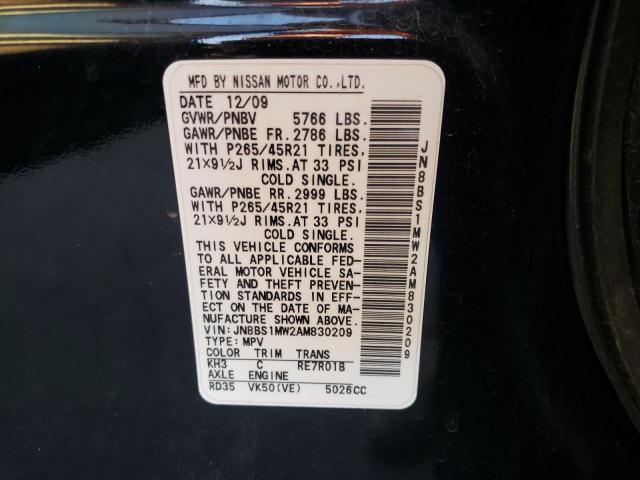 MFD BY NISSAN MOTOR CO.,LTD.
DATE 12/09
GVWR/PNBV 5766 LBS.
GAWR/PNBE FR. 2786 LBS.
WITH P265/45R21 TIRES,
21X9½J RIMS.AT 33 PSI
COLD SINGLE.
GAWR/PNBE RR. 2999 LBS.
WITH P265/45R21 TIRES,
21X9½J RIMS.AT 33 PSI
COLD SINGLE.
THIS VEHICLE CONFORMS
TO ALL APPLICABLE FED-
ERAL MOTOR VEHICLE SA-
FETY AND THEFT PREVEN-
TION STANDARDS IN EFF-
ECT ON THE DATE OF MA-
NUFACTURE SHOWN ABOVE.
VIN: JN8BS1MW2AM830209
TYPE: MPV
COLOR TRIM TRANS
KH3 C RE7R01B
AXLE ENGINE
RD35 VK50(VE) 5026CC
JN8BS1MW2AM830209